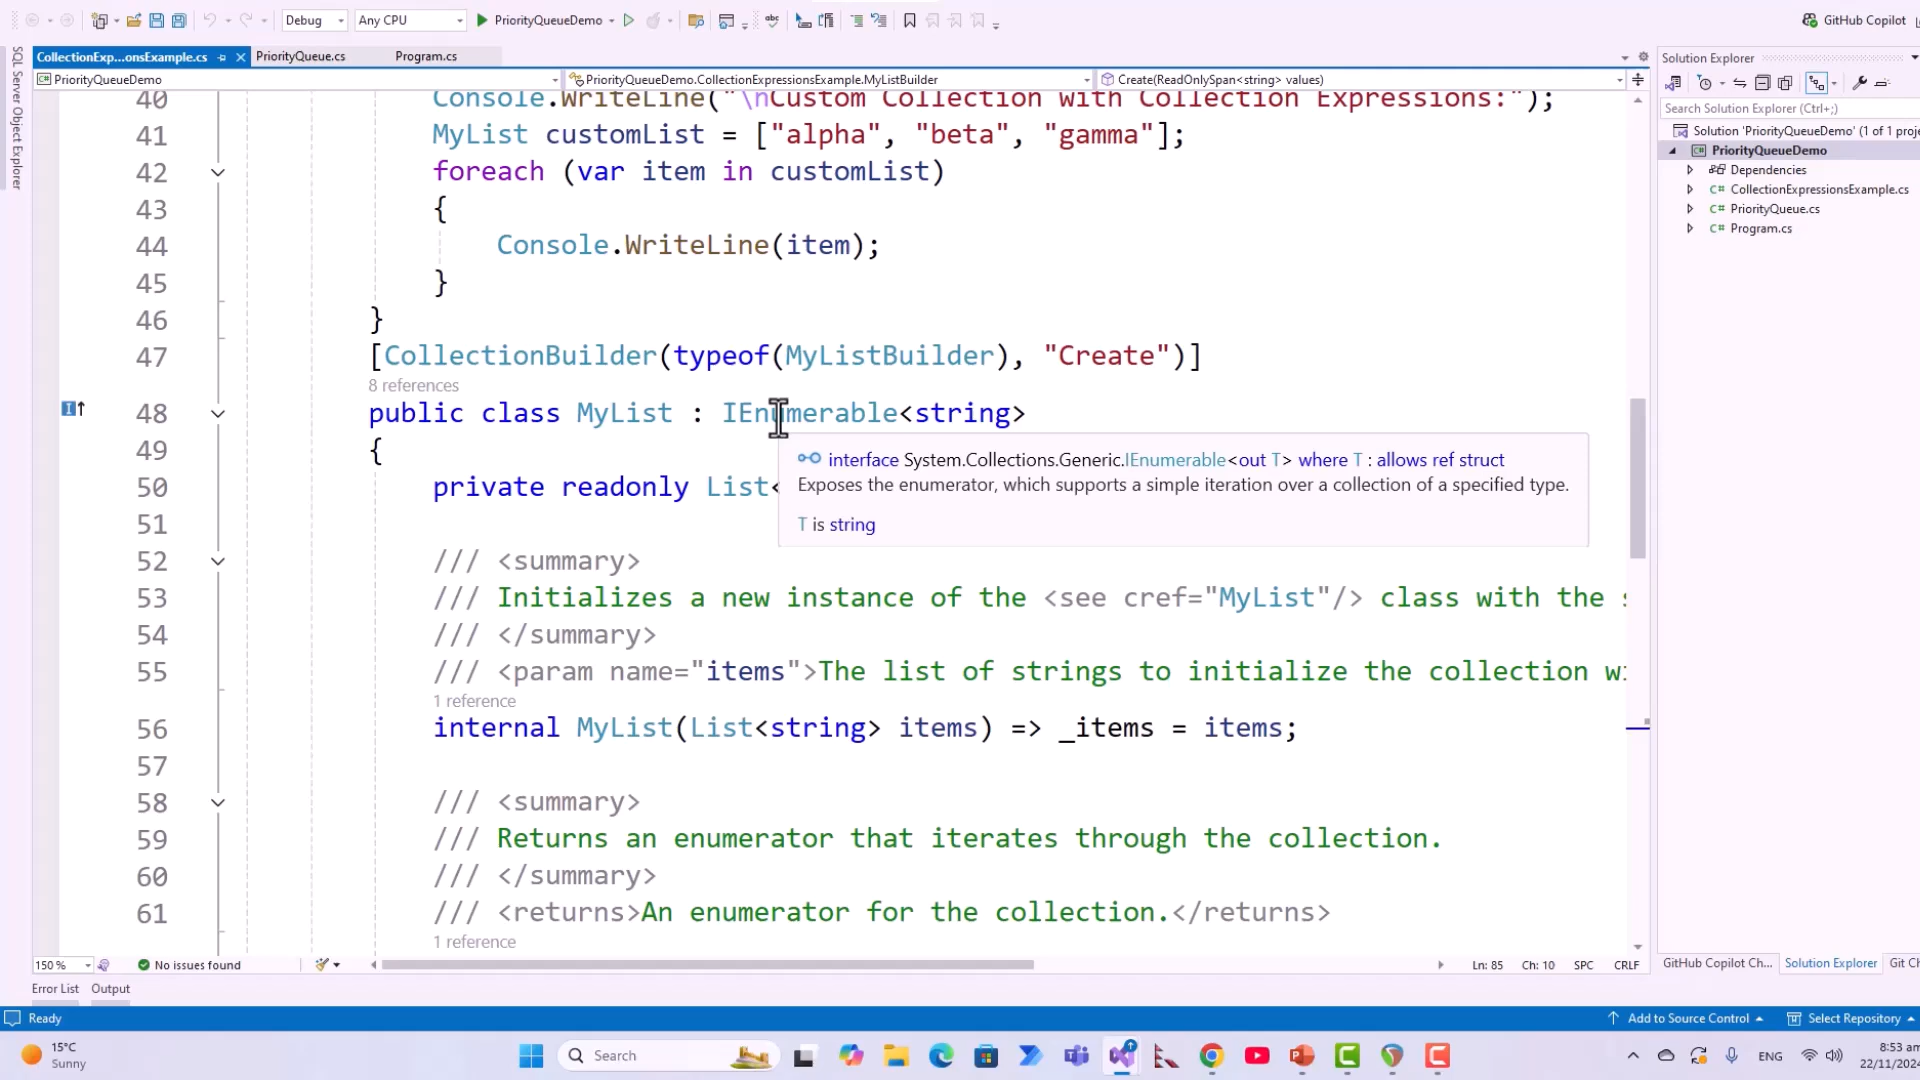 Debug
Any CPU
PriorityQueueDemo
GitHub Copilot
SQL Server Object Explorer
CollectionExp...onsExample.cs
PriorityQueue.cs
Program.cs
Solution Explorer
PriorityQueueDemo
PriorityQueueDemo.CollectionExpressionsExample.MyListBuilder
Create(ReadOnlySpan<string> values)
Search Solution Explorer (Ctrl+;)
Solution 'PriorityQueueDemo' (1 of 1 proje
PriorityQueueDemo
Dependencies
CollectionExpressionsExample.cs
PriorityQueue.cs
Program.cs
40 Console.WriteLine("\nCustom Collection with Collection Expressions:");
41 MyList customList = ["alpha", "beta", "gamma"];
42 foreach (var item in customList)
43 {
44 Console.WriteLine(item);
45 }
46 }
47 [CollectionBuilder(typeof(MyListBuilder), "Create")]
8 references
48 public class MyList : IEnumerable<string>
49 {
interface System.Collections.Generic.IEnumerable<out T> where T : allows ref struct
Exposes the enumerator, which supports a simple iteration over a collection of a specified type.
T is string
50 private readonly List<
51
52 /// <summary>
53 /// Initializes a new instance of the <see cref="MyList"/> class with the s
54 /// </summary>
55 /// <param name="items">The list of strings to initialize the collection wi
1 reference
56 internal MyList(List<string> items) => _items = items;
57
58 /// <summary>
59 /// Returns an enumerator that iterates through the collection.
60 /// </summary>
61 /// <returns>An enumerator for the collection.</returns>
1 reference
150 %
No issues found
Ln: 85 Ch: 10 SPC CRLF
GitHub Copilot Ch... Solution Explorer Git Ch
Error List Output
Ready
Add to Source Control
Select Repository
15°C
Sunny
Search
ENG
8:53 am
22/11/2024